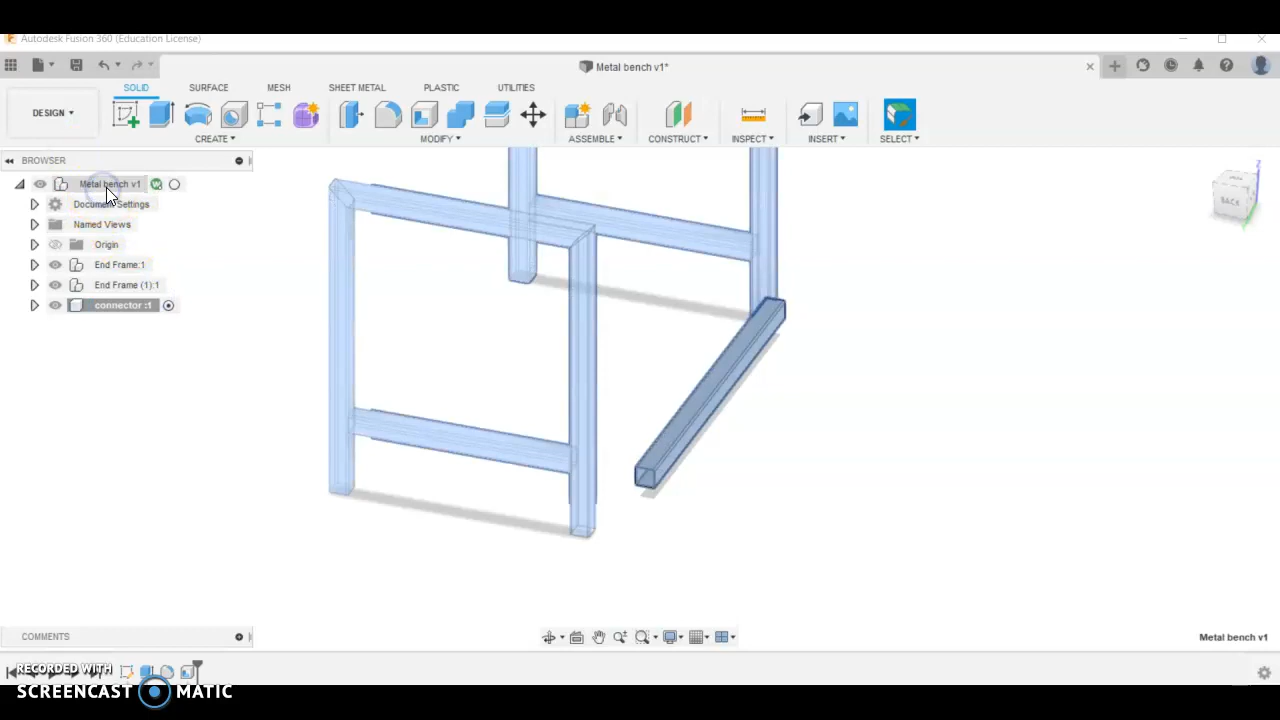 Autodesk Fusion 360 (Education License)
Metal bench v1*
DESIGN
SOLID SURFACE MESH SHEET METAL PLASTIC UTILITIES
CREATE MODIFY ASSEMBLE CONSTRUCT INSPECT INSERT SELECT
BROWSER
Metal bench v1
Document Settings
Named Views
Origin
End Frame:1
End Frame (1):1
connector :1
BACK
Z
COMMENTS
Metal bench v1
RECORDED WITH
SCREENCAST MATIC